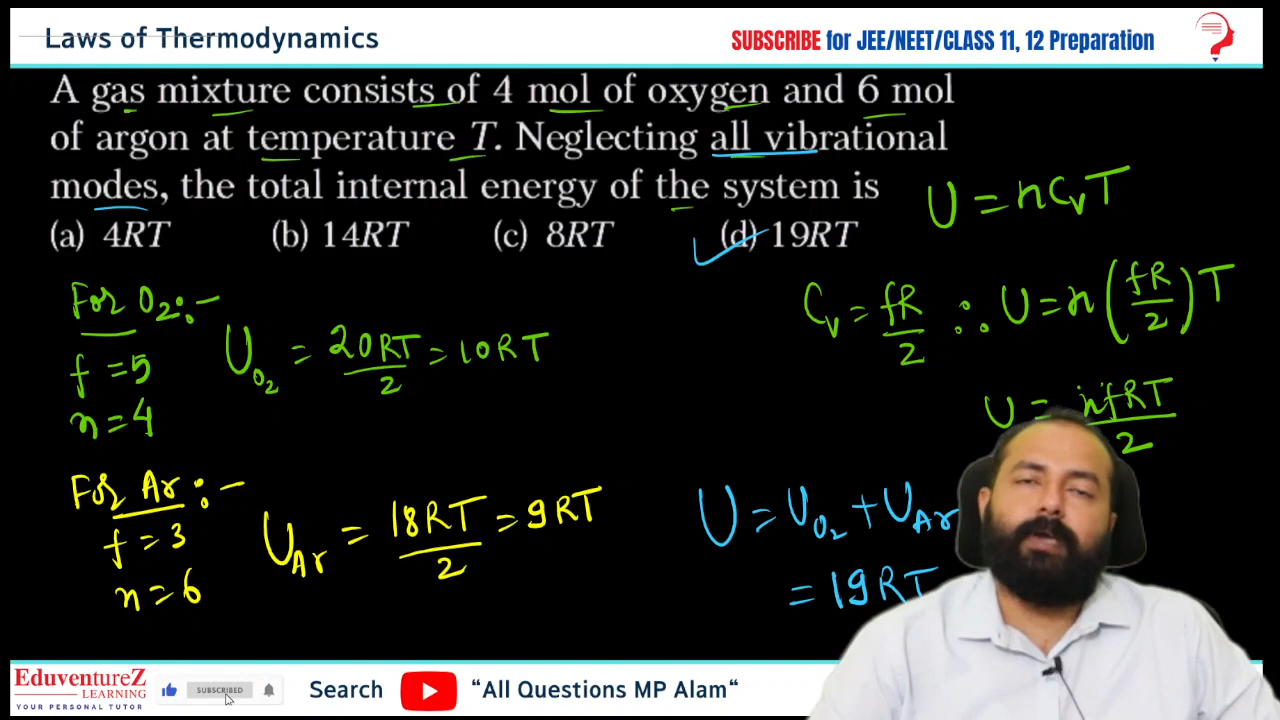 Laws of Thermodynamics
SUBSCRIBE for JEE/NEET/CLASS 11, 12 Preparation
A gas mixture consists of 4 mol of oxygen and 6 mol
of argon at temperature T. Neglecting all vibrational
modes, the total internal energy of the system is
(a) 4RT (b) 14RT (c) 8RT (d) 19RT
U = nCvT
For O2:-
f = 5
n = 4
U_O2 = 20RT/2 = 10RT
Cv = fR/2 ∴ U = n(fR/2)T
U = nfRT/2
For Ar:-
f = 3
n = 6
U_Ar = 18RT/2 = 9RT
U = U_O2 + U_Ar
= 19RT
EduventureZ
LEARNING
YOUR PERSONAL TUTOR
SUBSCRIBED
Search "All Questions MP Alam"